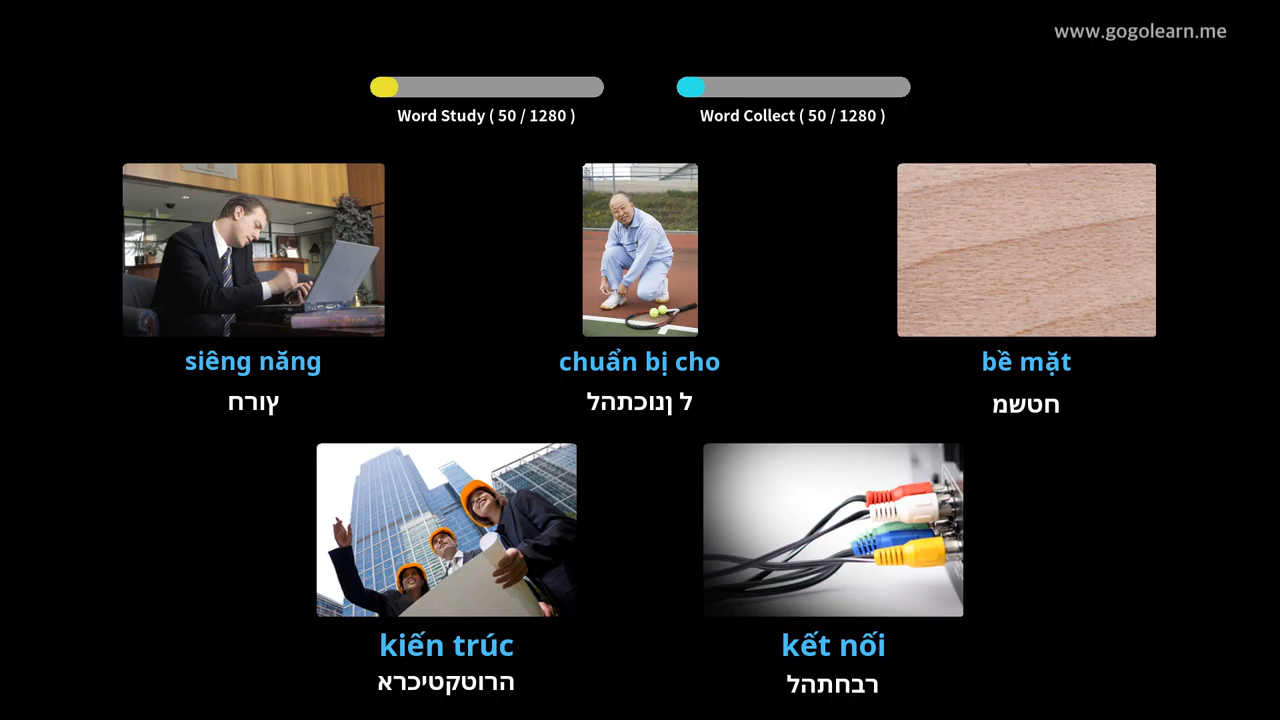 www.gogolearn.me
Word Study ( 50 / 1280 )
Word Collect ( 50 / 1280 )
siêng năng
chuẩn bị cho
bề mặt
חרוץ
להתכונן ל
משטח
kiến trúc
kết nối
ארכיטקטורה
להתחבר